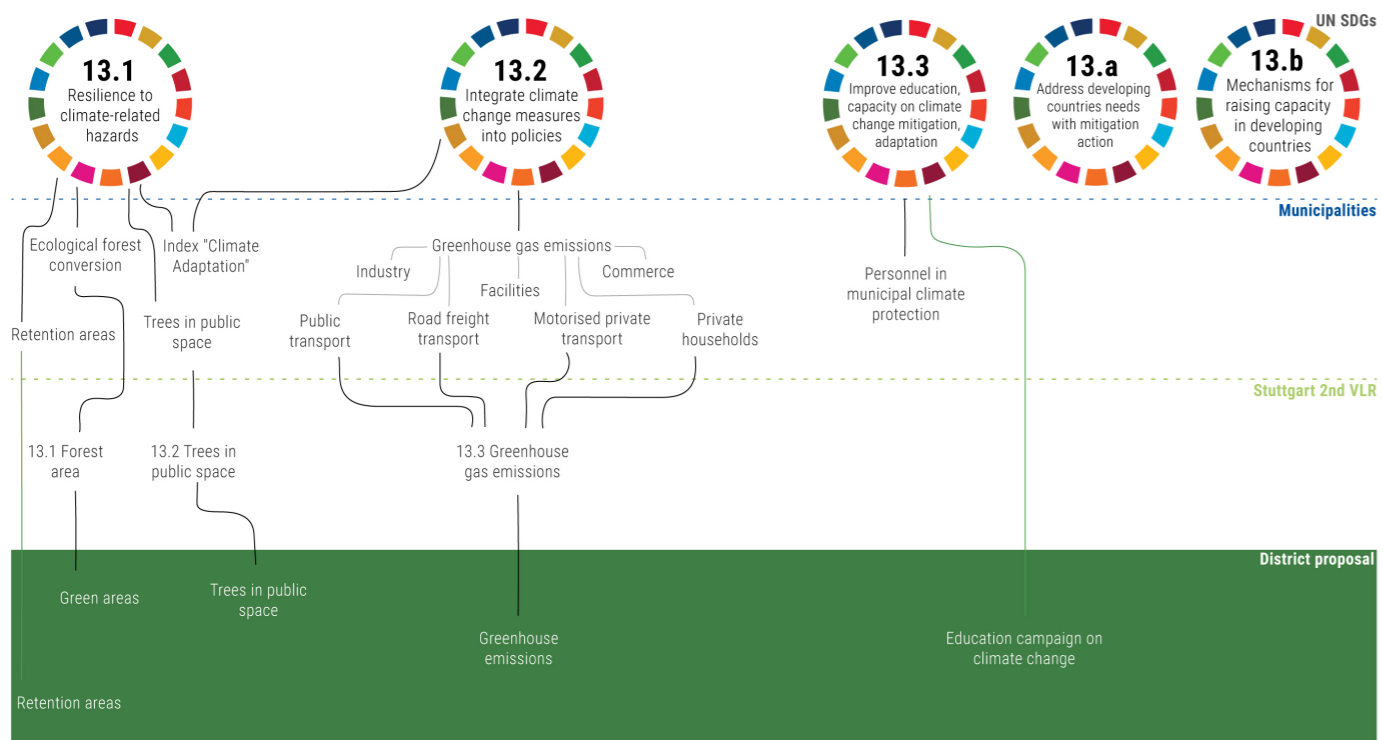 UN SDGs
13.1
Resilience to
climate-related
hazards
13.2
Integrate climate
change measures
into policies
13.3
Improve education,
capacity on climate
change mitigation,
adaptation
13.a
Address developing
countries needs
with mitigation
action
13.b
Mechanisms for
raising capacity
in developing
countries
Municipalities
Ecological forest
conversion
Index "Climate
Adaptation"
Greenhouse gas emissions
Industry
Facilities
Commerce
Personnel in
municipal climate
protection
Retention areas
Trees in public
space
Public
transport
Road freight
transport
Motorised private
transport
Private
households
Stuttgart 2nd VLR
13.1 Forest
area
13.2 Trees in
public space
13.3 Greenhouse
gas emissions
District proposal
Green areas
Trees in public
space
Greenhouse
emissions
Education campaign on
climate change
Retention areas